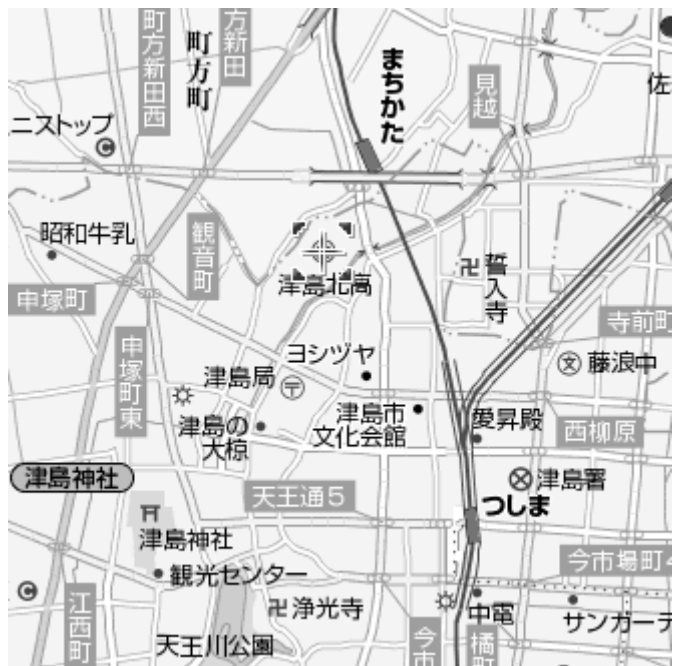 町方新田西
町方町
方新田
まちかた
見越
佐
ニストップ
昭和牛乳
観音町
津島北高
誓入寺
申塚町
申塚町東
寺前町
ヨシヅヤ
藤浪中
津島局
津島市
文化会館
愛昇殿
西柳原
津島の
大椋
津島神社
天王通5
津島署
つしま
津島神社
今市場町4
観光センター
浄光寺
中電
サンガーデ
江西町
天王川公園
今市
橘町